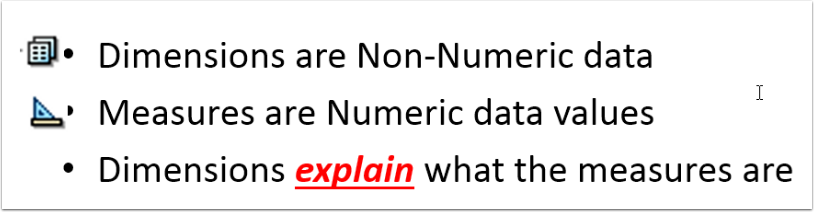 • Dimensions are Non-Numeric data
• Measures are Numeric data values
• Dimensions explain what the measures are